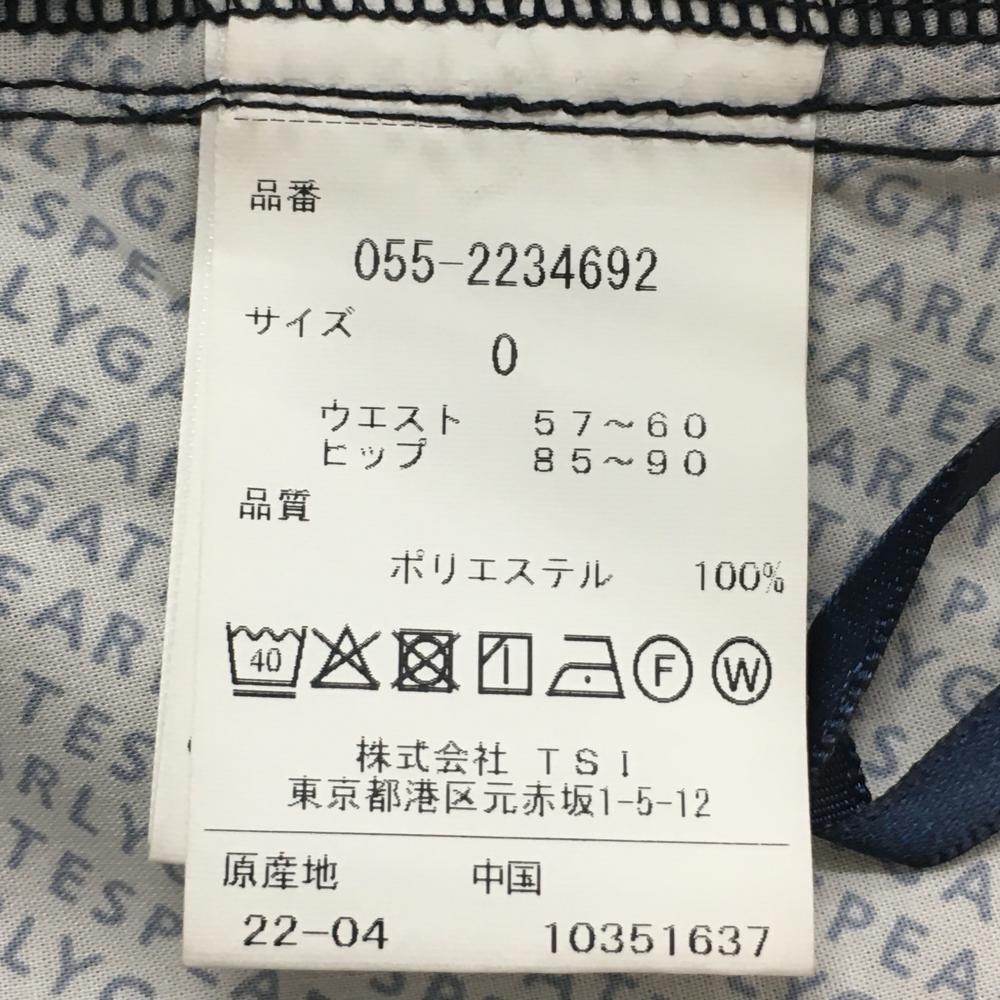 品番
055-2234692
サイズ
0
ウエスト 57~60
ヒップ 85~90
品質
ポリエステル 100%
40 F W
株式会社 TSI
東京都港区元赤坂1-5-12
原産地 中国
22-04 10351637